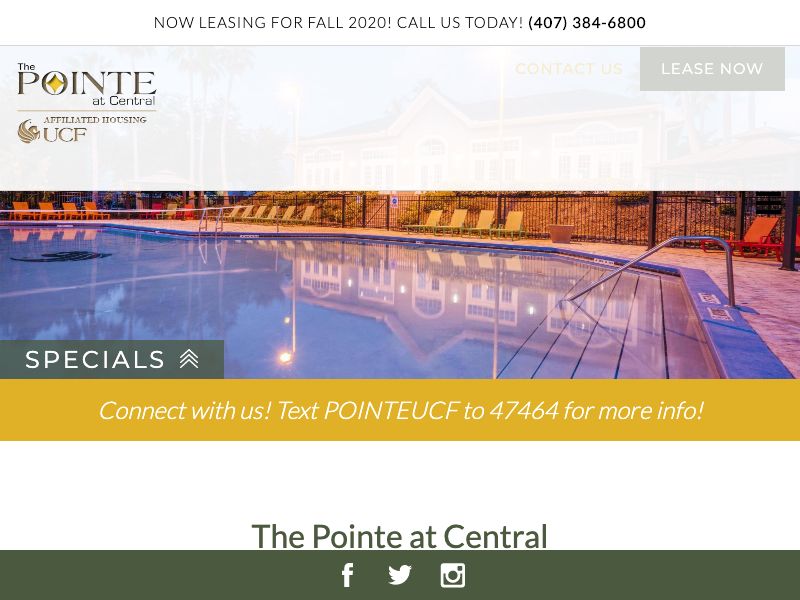 NOW LEASING FOR FALL 2020! CALL US TODAY! (407) 384-6800
CONTACT US
LEASE NOW
The
POINTE
at Central
AFFILIATED HOUSING
UCF
SPECIALS
Connect with us! Text POINTEUCF to 47464 for more info!
The Pointe at Central